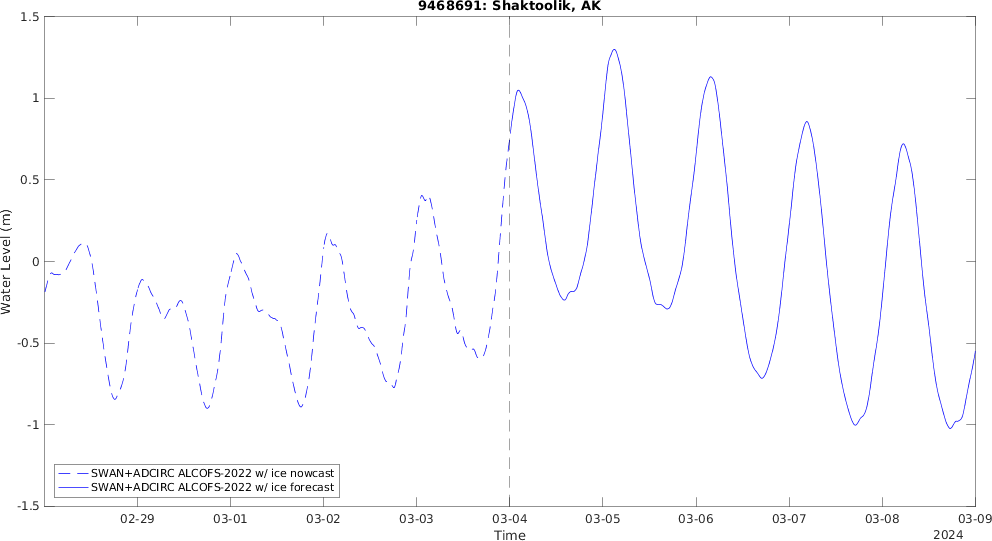 9468691: Shaktoolik, AK
1.5
1
0.5
0
-0.5
-1
-1.5
Water Level (m)
SWAN+ADCIRC ALCOFS-2022 w/ ice nowcast
SWAN+ADCIRC ALCOFS-2022 w/ ice forecast
02-29 03-01 03-02 03-03 03-04 03-05 03-06 03-07 03-08 03-09
Time
2024